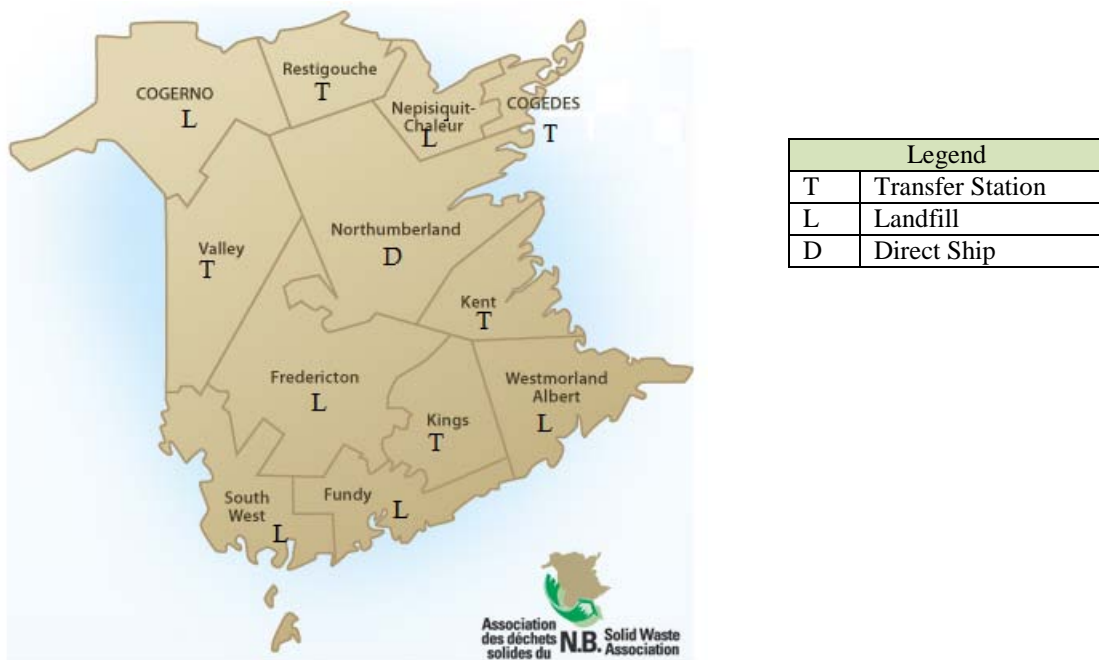 Restigouche
T
COGERNO
L
Nepisiquit-
Chaleur
L
COGEDES
T
Northumberland
D
Valley
T
Kent
T
Fredericton
L
Westmorland
Albert
L
Kings
T
South
West
L
Fundy
L
Legend
T Transfer Station
L Landfill
D Direct Ship
Association
des déchets
solides du
N.B.
Solid Waste
Association